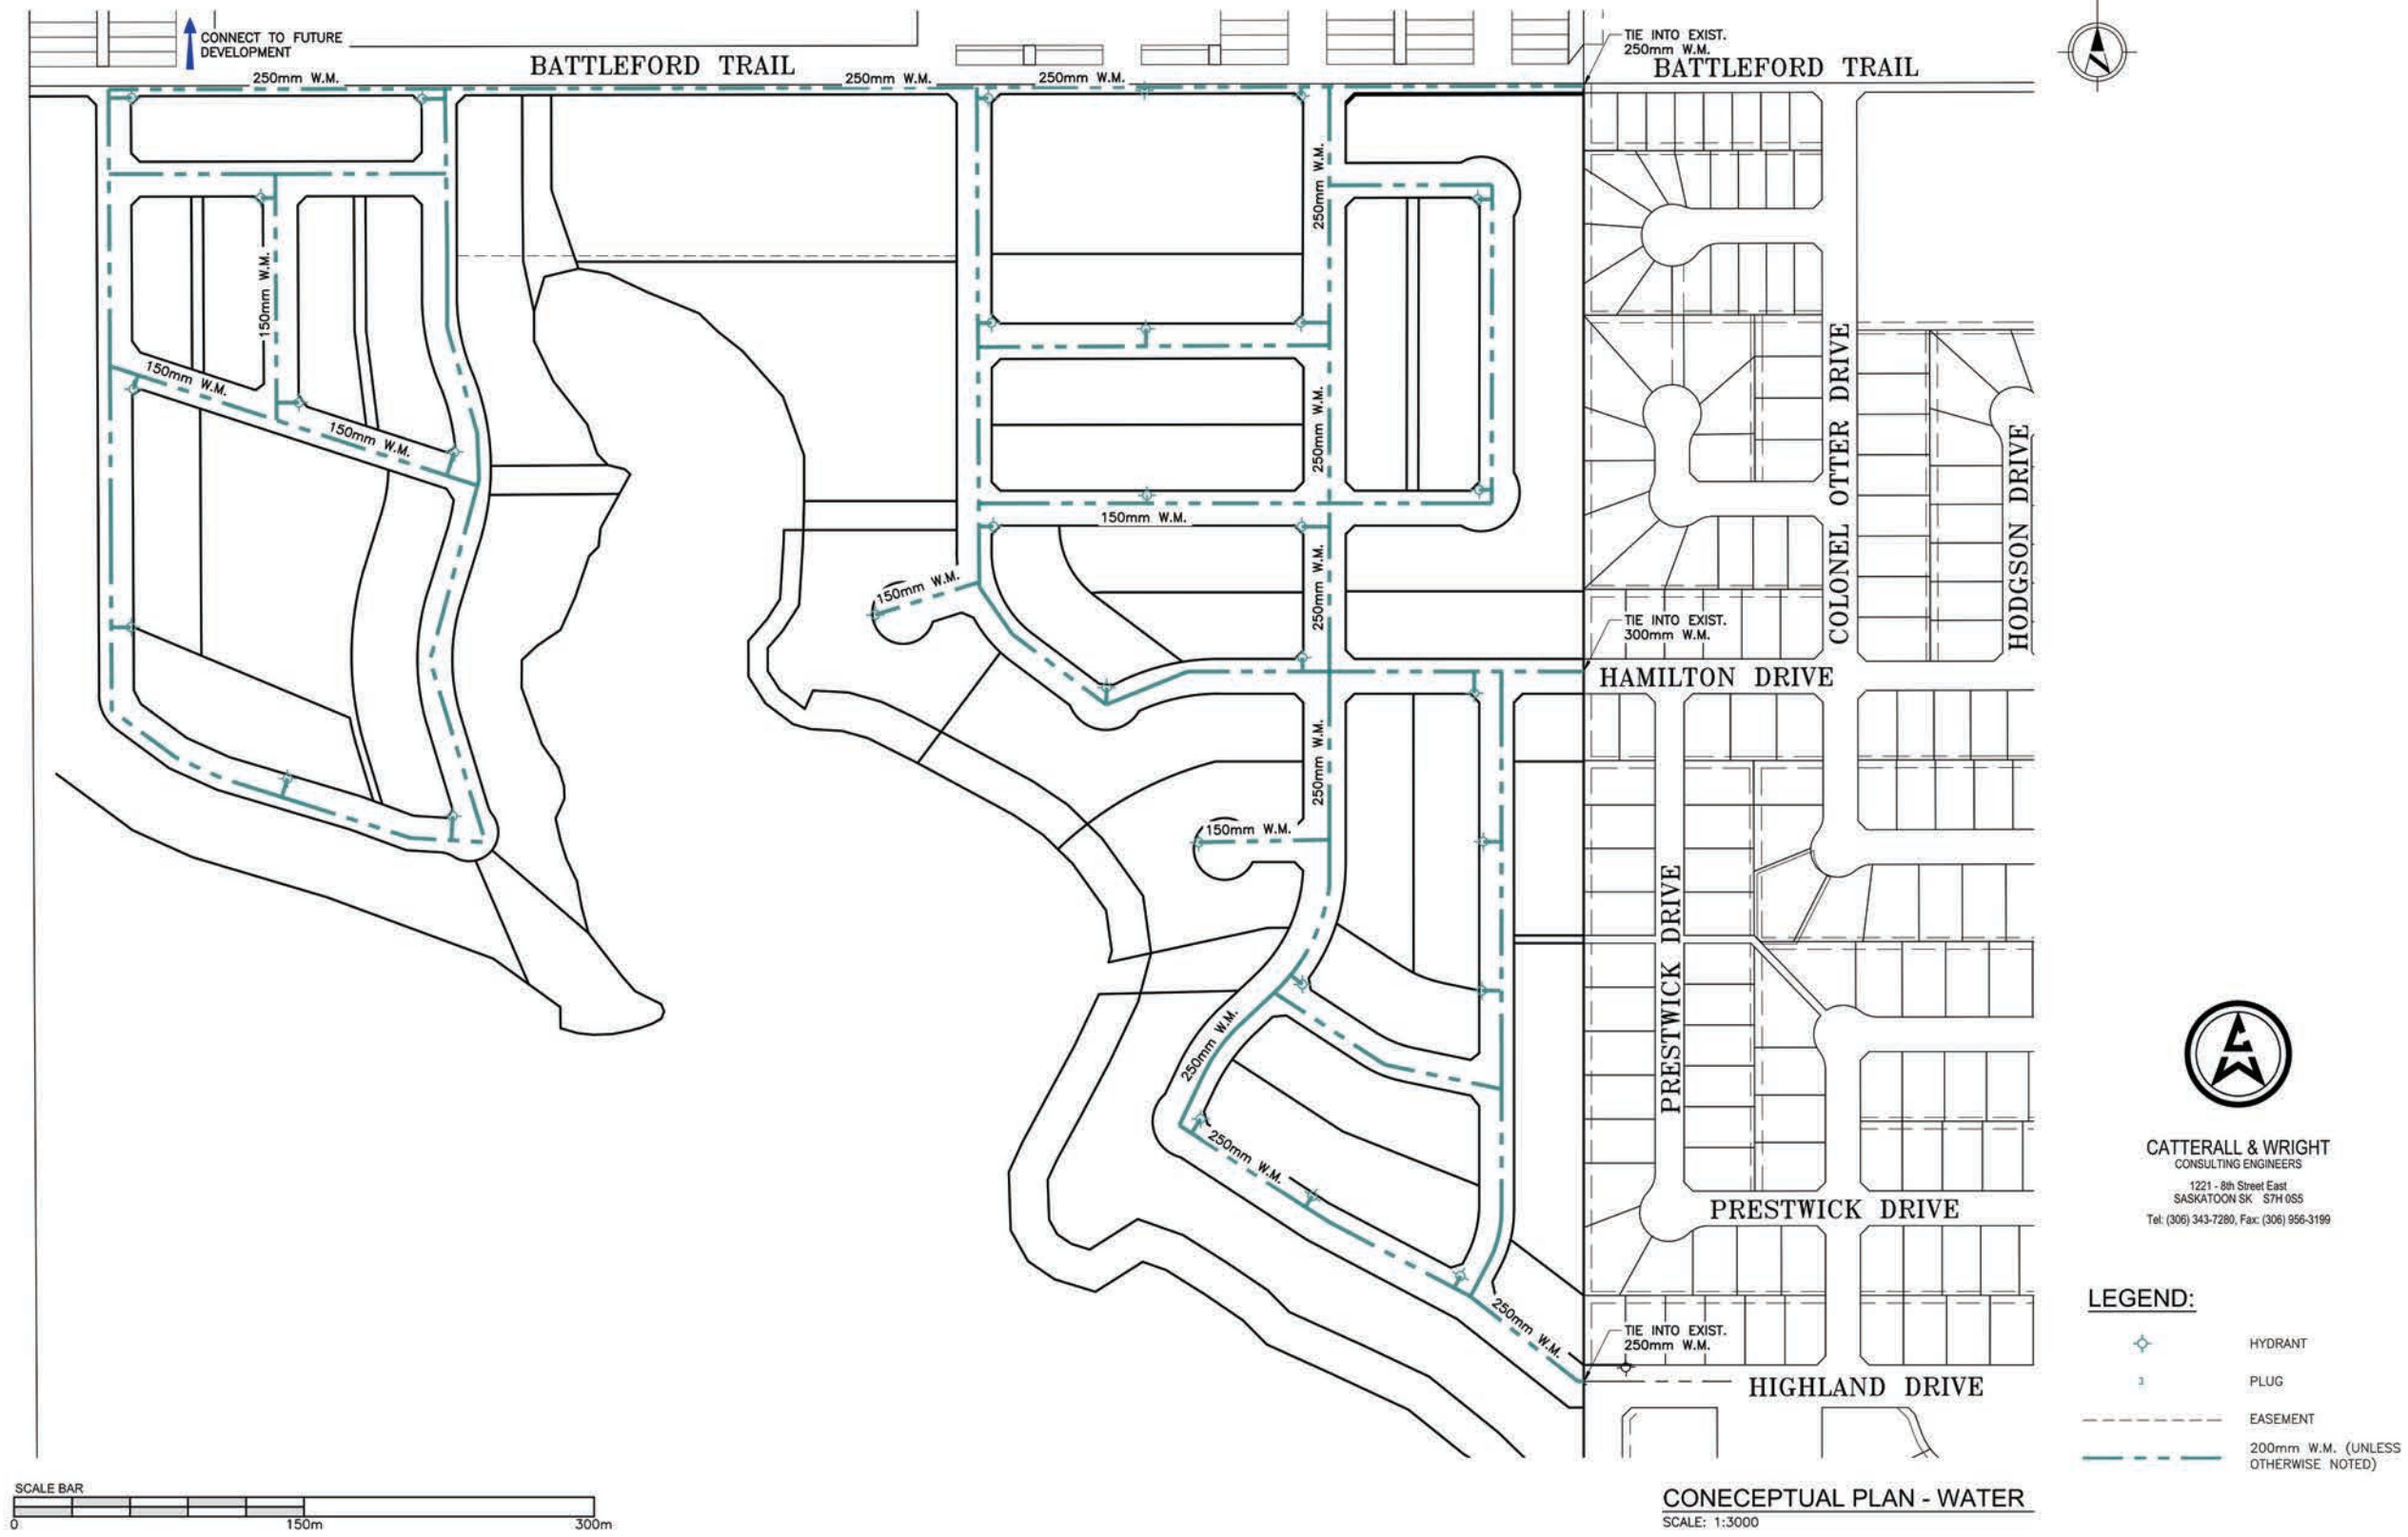 CONNECT TO FUTURE
DEVELOPMENT
TIE INTO EXIST.
250mm W.M.
BATTLEFORD TRAIL
BATTLEFORD TRAIL
250mm W.M.
250mm W.M.
250mm W.M.
250mm W.M.
150mm W.M.
150mm W.M.
150mm W.M.
250mm W.M.
150mm W.M.
150mm W.M.
250mm W.M.
TIE INTO EXIST.
300mm W.M.
COLONEL OTTER DRIVE
HODGSON DRIVE
HAMILTON DRIVE
250mm W.M.
150mm W.M.
PRESTWICK DRIVE
250mm W.M.
250mm W.M.
PRESTWICK DRIVE
250mm W.M.
TIE INTO EXIST.
250mm W.M.
HIGHLAND DRIVE
N
CATTERALL & WRIGHT
CONSULTING ENGINEERS
1221 - 8th Street East
SASKATOON SK S7H 0S5
Tel: (306) 343-7280, Fax: (306) 956-3199
LEGEND:
HYDRANT
PLUG
EASEMENT
200mm W.M. (UNLESS
OTHERWISE NOTED)
SCALE BAR
0 150m 300m
CONECEPTUAL PLAN - WATER
SCALE: 1:3000